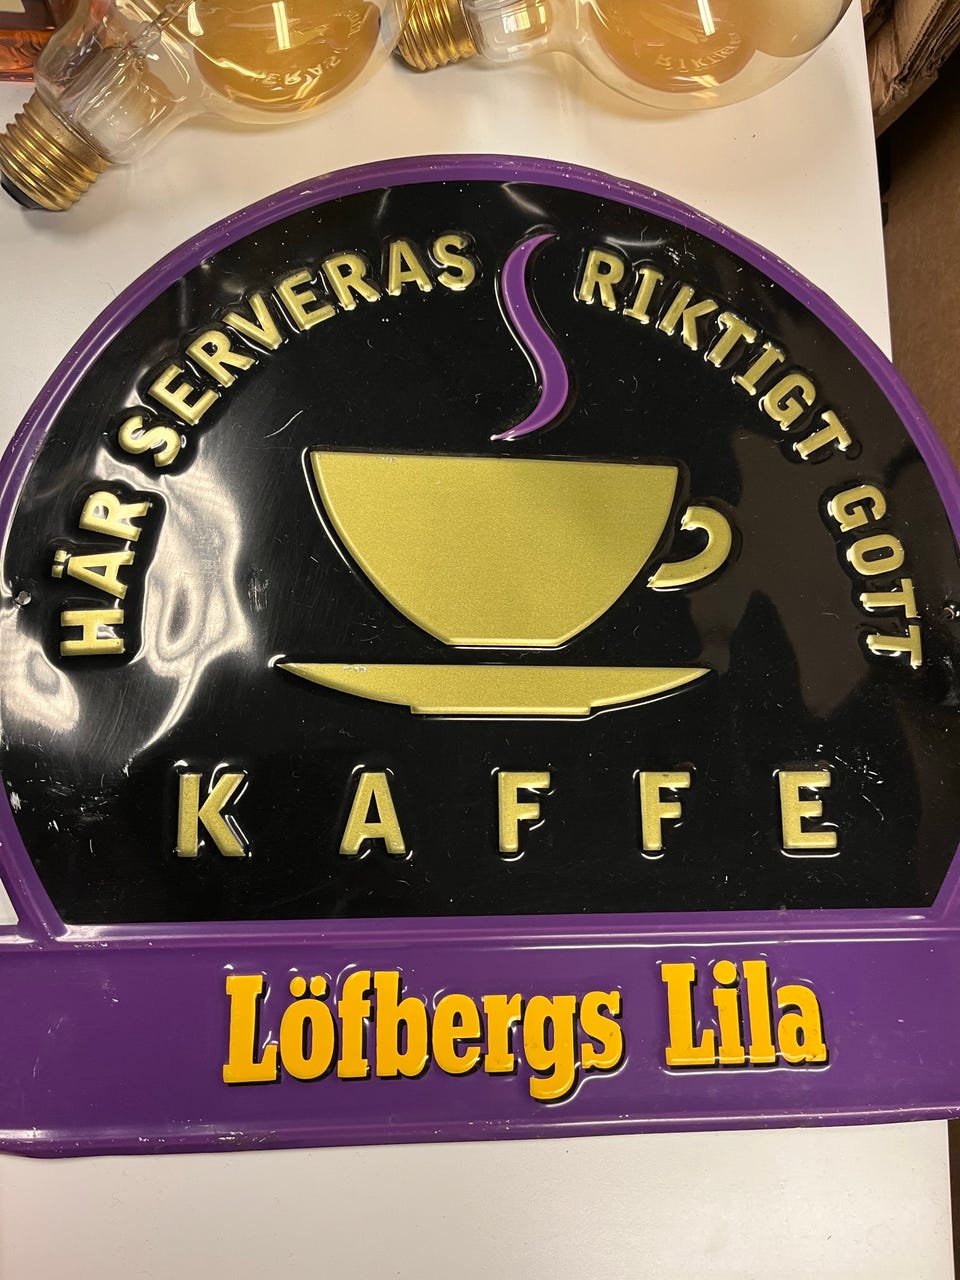 HÄR SERVERAS RIKTIGT GOTT
KAFFE
Löfbergs Lila